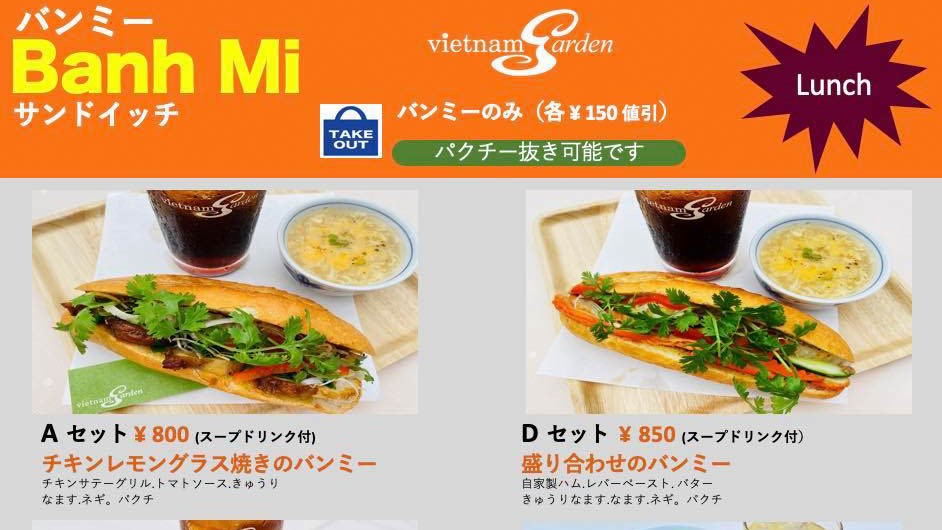 バンミー
Banh Mi
サンドイッチ
vietnam Garden
Lunch
TAKE
OUT
バンミーのみ（各¥150値引）
パクチー抜き可能です
vietnam Garden
vietnam Garden
vietnam Garden
A セット ¥800 (スープドリンク付)
チキンレモングラス焼きのバンミー
チキンサテーグリル.トマトソース.きゅうり
なます.ネギ。パクチ
D セット ¥850 (スープドリンク付）
盛り合わせのバンミー
自家製ハム.レバーペースト. バター
きゅうりなます.なます.ネギ。パクチ